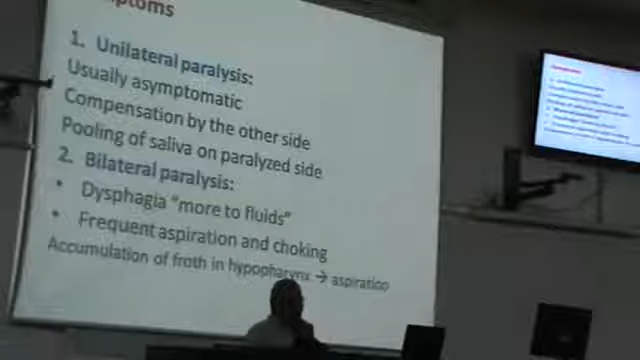 1. Unilateral paralysis:
Usually asymptomatic
Compensation by the other side
Pooling of saliva on paralyzed side
2. Bilateral paralysis:
• Dysphagia "more to fluids"
• Frequent aspiration and choking
Accumulation of froth in hypopharynx → aspiration